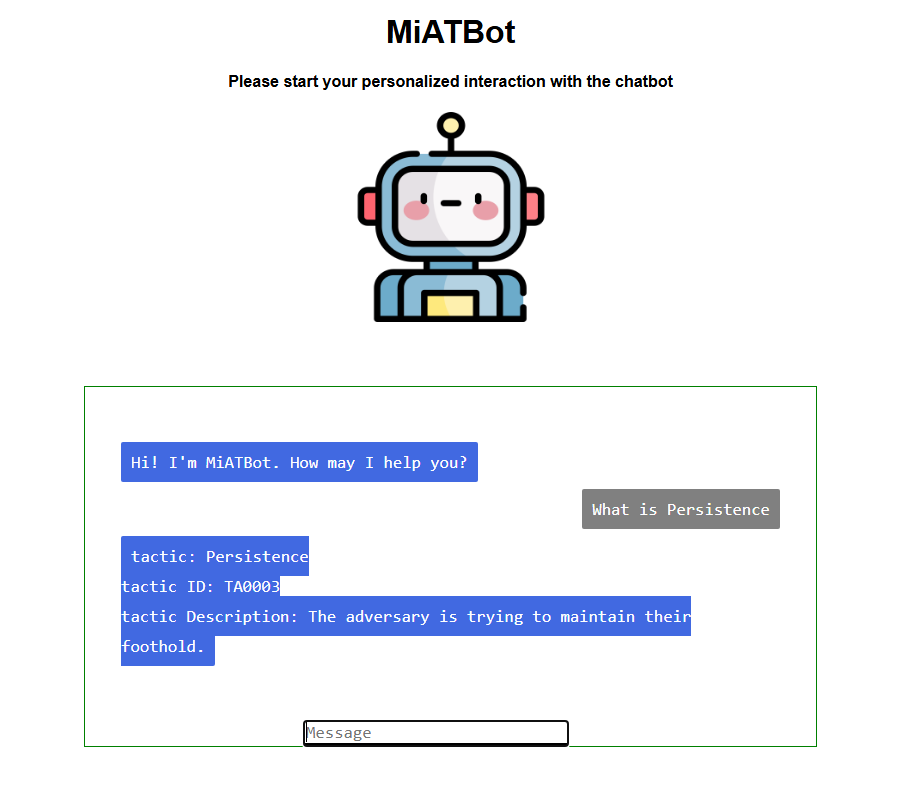 MiATBot
Please start your personalized interaction with the chatbot
Hi! I'm MiATBot. How may I help you?
What is Persistence
tactic: Persistence
tactic ID: TA0003
tactic Description: The adversary is trying to maintain their
foothold.
Message